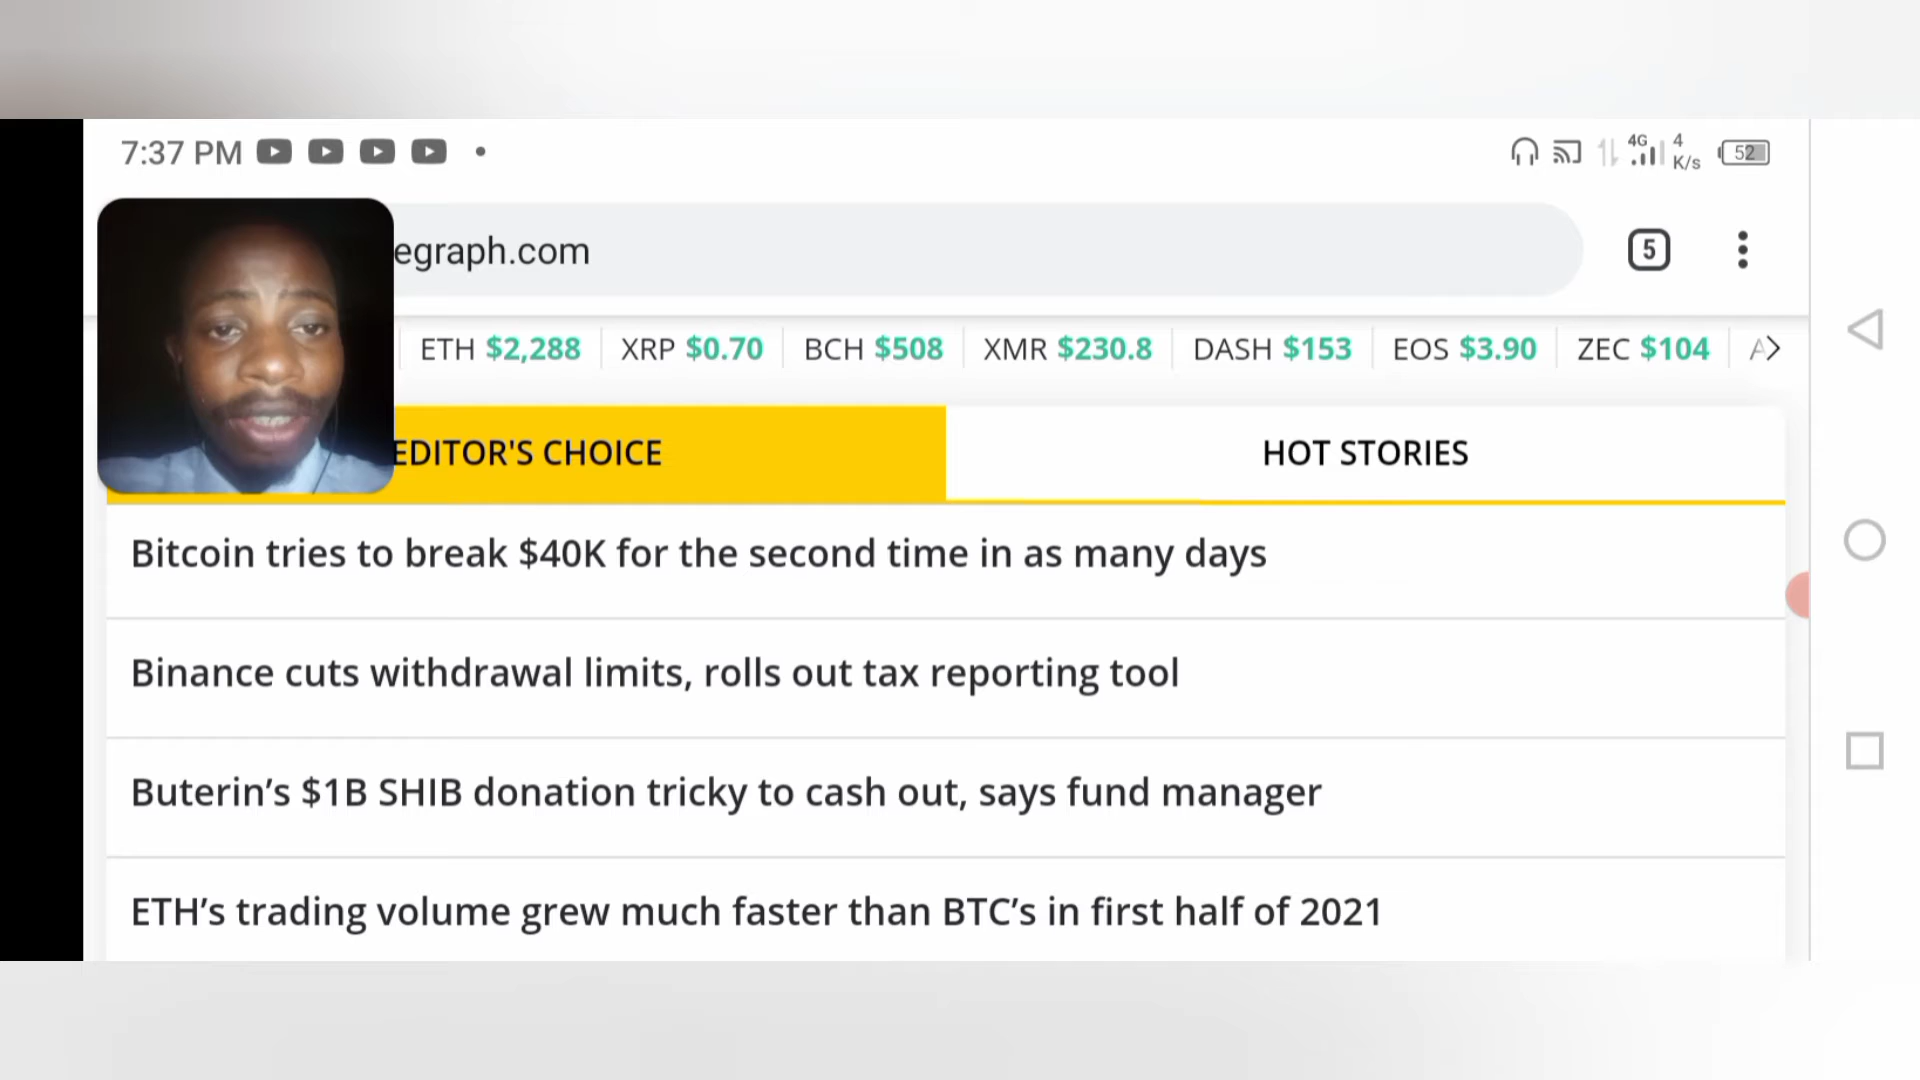 7:37 PM
4G 4 K/s 52
egraph.com
5
ETH $2,288 XRP $0.70 BCH $508 XMR $230.8 DASH $153 EOS $3.90 ZEC $104 A
EDITOR'S CHOICE HOT STORIES
Bitcoin tries to break $40K for the second time in as many days
Binance cuts withdrawal limits, rolls out tax reporting tool
Buterin’s $1B SHIB donation tricky to cash out, says fund manager
ETH’s trading volume grew much faster than BTC’s in first half of 2021